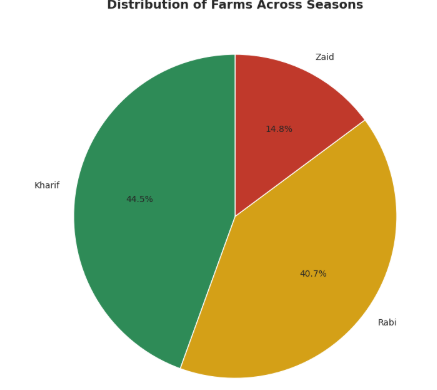 Distribution of Farms Across Seasons
Zaid
14.8%
Kharif
44.5%
40.7%
Rabi